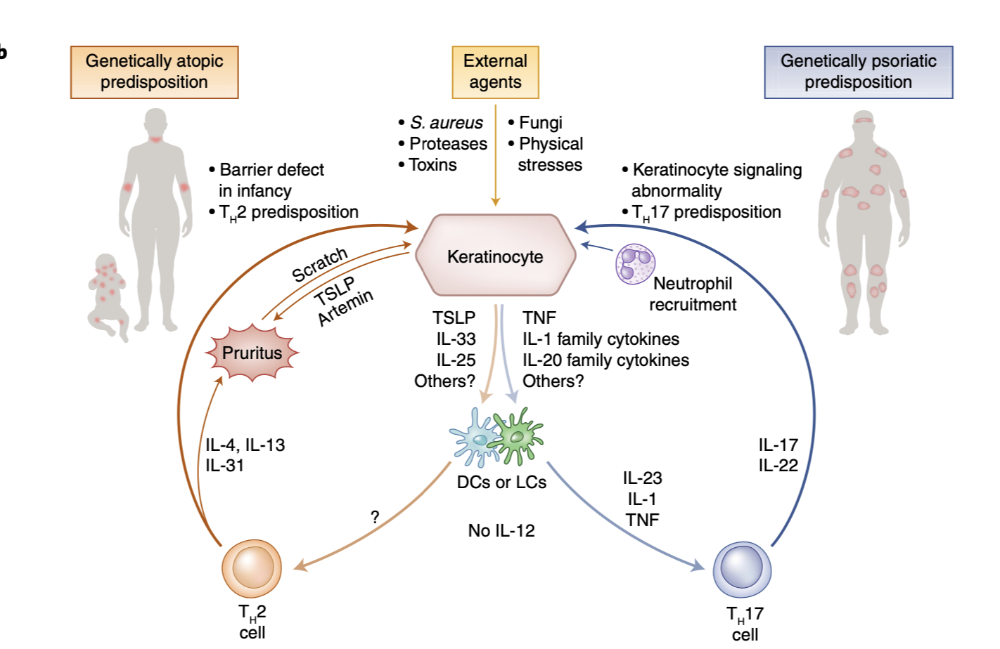 b
Genetically atopic
predisposition
External
agents
Genetically psoriatic
predisposition
• S. aureus
• Proteases
• Toxins
• Fungi
• Physical
stresses
• Barrier defect
in infancy
• TH2 predisposition
• Keratinocyte signaling
abnormality
• TH17 predisposition
Keratinocyte
Scratch
TSLP
Artemin
Neutrophil
recruitment
Pruritus
TSLP
IL-33
IL-25
Others?
TNF
IL-1 family cytokines
IL-20 family cytokines
Others?
IL-4, IL-13
IL-31
IL-17
IL-22
DCs or LCs
IL-23
IL-1
TNF
?
No IL-12
TH2
cell
TH17
cell